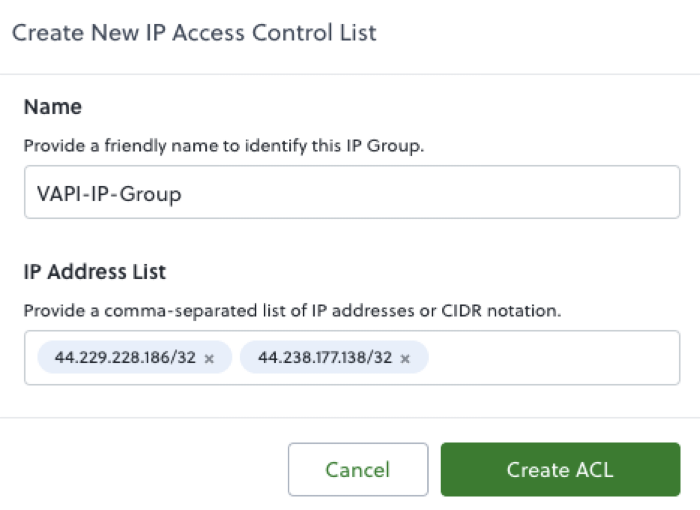 Create New IP Access Control List
Name
Provide a friendly name to identify this IP Group.
VAPI-IP-Group
IP Address List
Provide a comma-separated list of IP addresses or CIDR notation.
44.229.228.186/32 × 44.238.177.138/32 ×
Cancel Create ACL